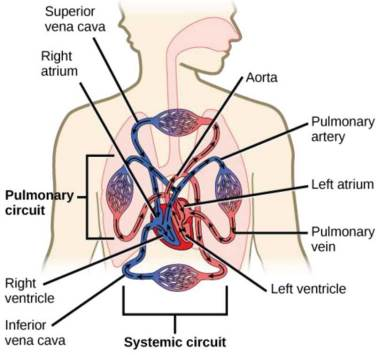 Superior
vena cava
Right
atrium
Aorta
Pulmonary
artery
Left atrium
Pulmonary
circuit
Pulmonary
vein
Right
ventricle
Left ventricle
Inferior
vena cava
Systemic circuit